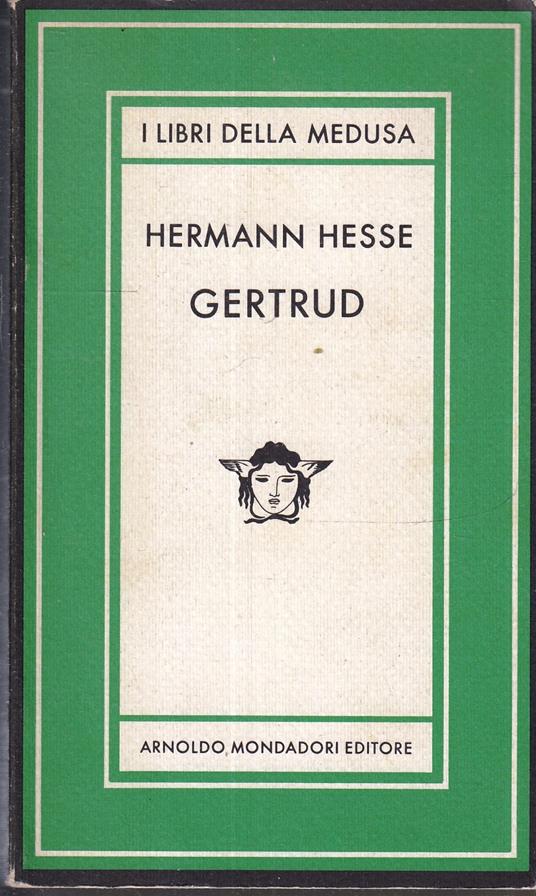 I LIBRI DELLA MEDUSA
HERMANN HESSE
GERTRUD
ARNOLDO MONDADORI EDITORE